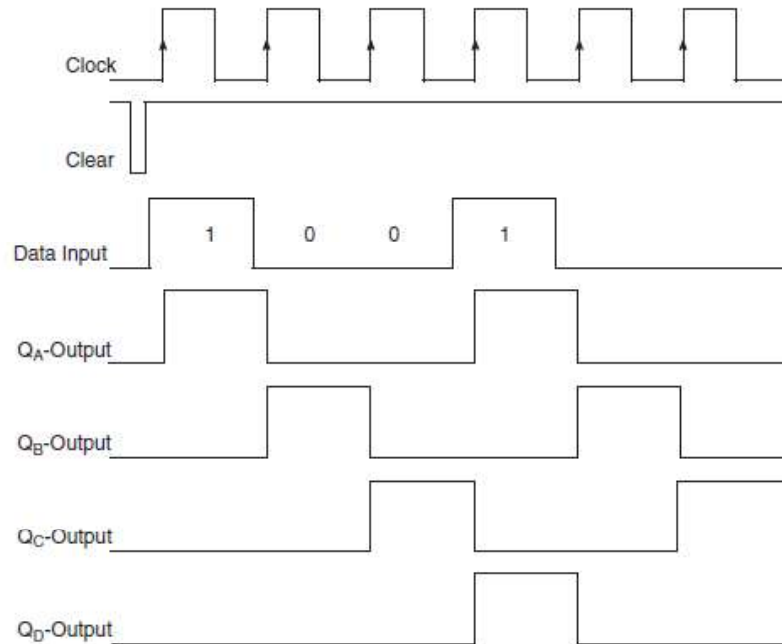 Clock
Clear
Data Input
1 0 0 1
QA-Output
QB-Output
QC-Output
QD-Output